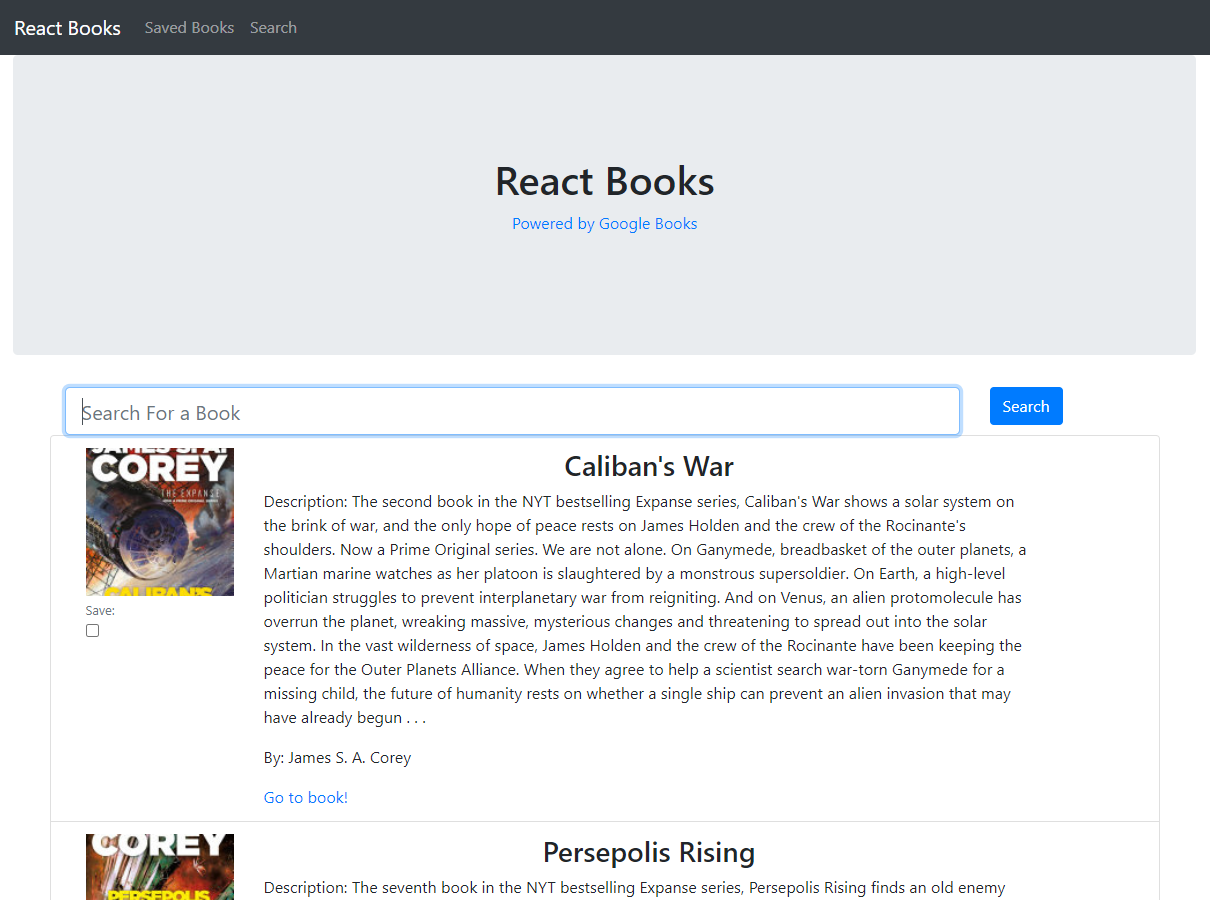 React Books Saved Books Search
React Books
Powered by Google Books
Search For a Book
Search
JAMES S. A.
COREY
THE EXPANSE
CALIBAN'S
Save:
Caliban's War
Description: The second book in the NYT bestselling Expanse series, Caliban's War shows a solar system on
the brink of war, and the only hope of peace rests on James Holden and the crew of the Rocinante's
shoulders. Now a Prime Original series. We are not alone. On Ganymede, breadbasket of the outer planets, a
Martian marine watches as her platoon is slaughtered by a monstrous supersoldier. On Earth, a high-level
politician struggles to prevent interplanetary war from reigniting. And on Venus, an alien protomolecule has
overrun the planet, wreaking massive, mysterious changes and threatening to spread out into the solar
system. In the vast wilderness of space, James Holden and the crew of the Rocinante have been keeping the
peace for the Outer Planets Alliance. When they agree to help a scientist search war-torn Ganymede for a
missing child, the future of humanity rests on whether a single ship can prevent an alien invasion that may
have already begun . . .
By: James S. A. Corey
Go to book!
COREY
PERSEPOLIS
Persepolis Rising
Description: The seventh book in the NYT bestselling Expanse series, Persepolis Rising finds an old enemy